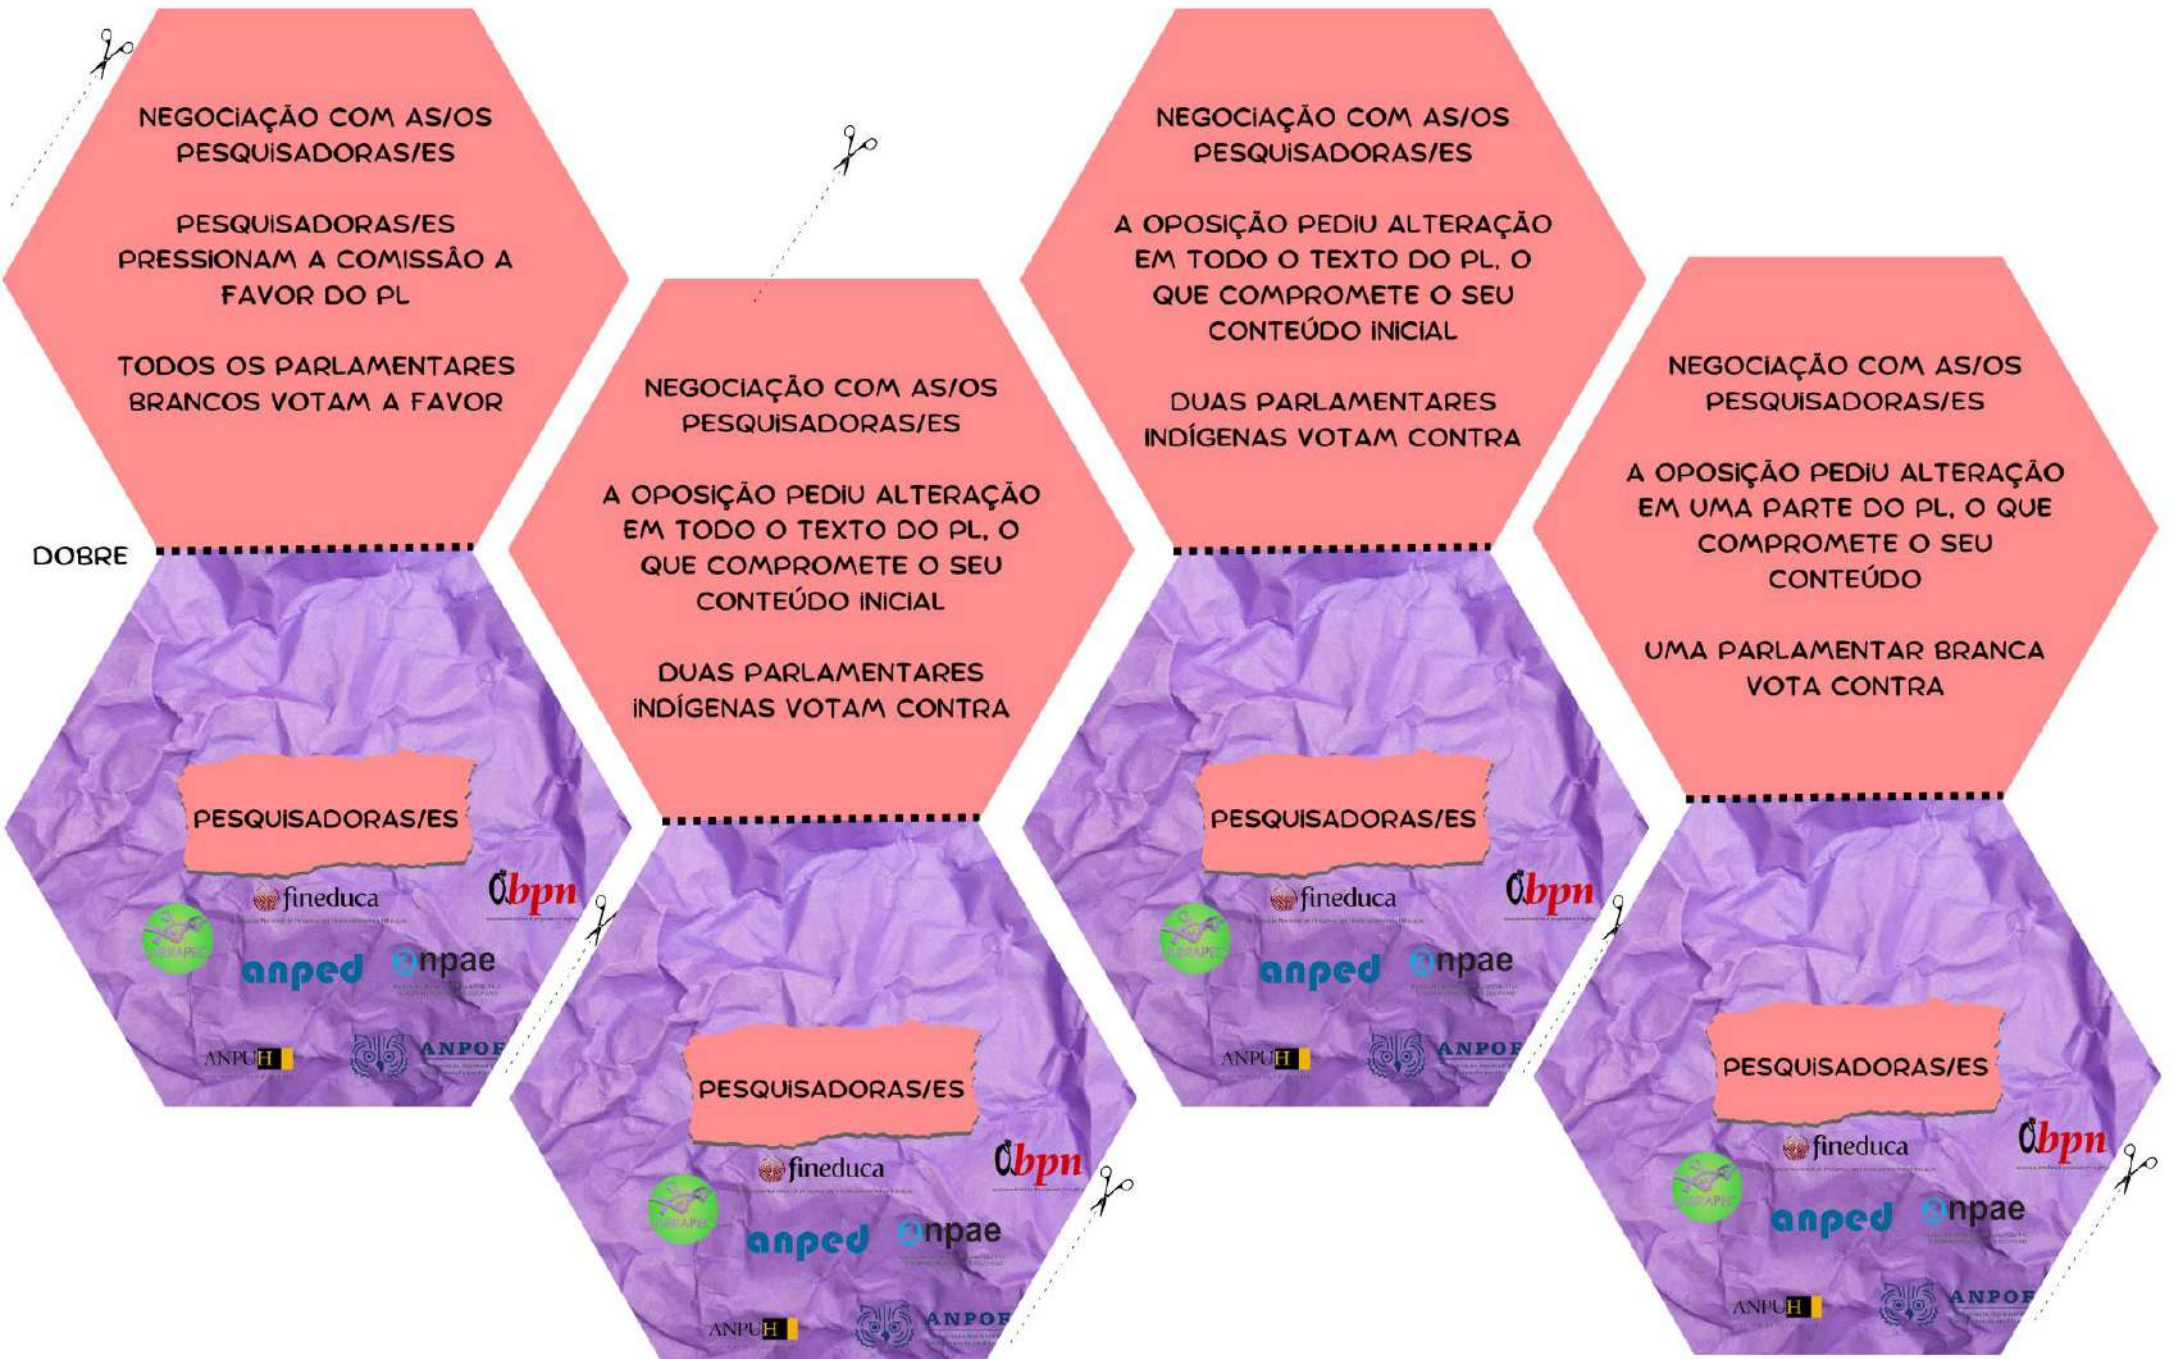 NEGOCIAÇÃO COM AS/OS
PESQUISADORAS/ES
PESQUISADORAS/ES
PRESSIONAM A COMISSÂO A
FAVOR DO PL
TODOS OS PARLAMENTARES
BRANCOS VOTAM A FAVOR
DOBRE
PESQUISADORAS/ES
fineduca
abpn
ABRAPEC
anped
anpae
ANPUH
ANPOF
NEGOCIAÇÃO COM AS/OS
PESQUISADORAS/ES
A OPOSIÇÃO PEDIU ALTERAÇÃO
EM TODO O TEXTO DO PL, O
QUE COMPROMETE O SEU
CONTEÚDO INICIAL
DUAS PARLAMENTARES
INDÍGENAS VOTAM CONTRA
PESQUISADORAS/ES
fineduca
abpn
ABRAPEC
anped
anpae
ANPUH
ANPOF
NEGOCIAÇÃO COM AS/OS
PESQUISADORAS/ES
A OPOSIÇÃO PEDIU ALTERAÇÃO
EM TODO O TEXTO DO PL, O
QUE COMPROMETE O SEU
CONTEÚDO INICIAL
DUAS PARLAMENTARES
INDÍGENAS VOTAM CONTRA
PESQUISADORAS/ES
fineduca
abpn
ABRAPEC
anped
anpae
ANPUH
ANPOF
NEGOCIAÇÃO COM AS/OS
PESQUISADORAS/ES
A OPOSIÇÃO PEDIU ALTERAÇÃO
EM UMA PARTE DO PL, O QUE
COMPROMETE O SEU
CONTEÚDO
UMA PARLAMENTAR BRANCA
VOTA CONTRA
PESQUISADORAS/ES
fineduca
abpn
ABRAPEC
anped
anpae
ANPUH
ANPOF